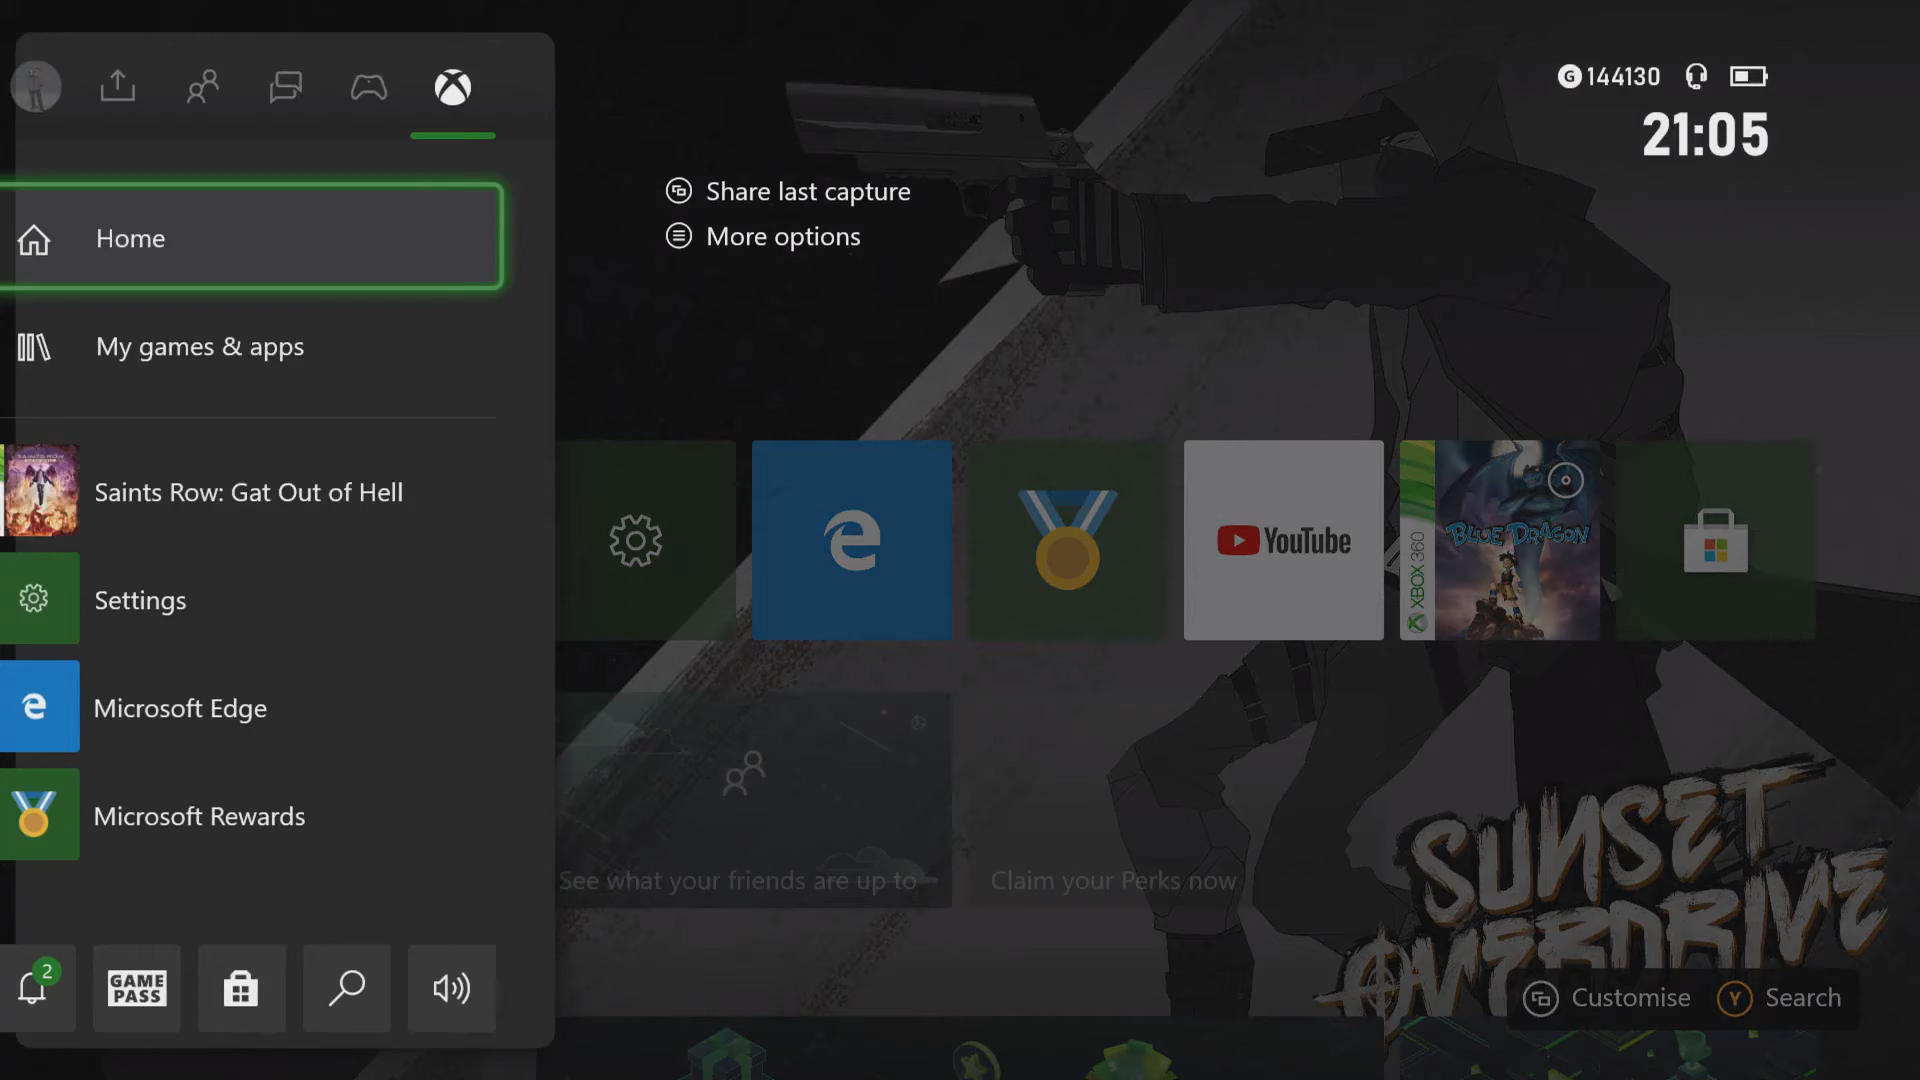 G 144130
21:05
Share last capture
More options
Home
My games & apps
Saints Row: Gat Out of Hell
Settings
Microsoft Edge
Microsoft Rewards
YouTube
XBOX 360
BLUE DRAGON
See what your friends are up to
Claim your Perks now
SUNSET
OVERDRIVE
2
GAME
PASS
Customise
Y Search